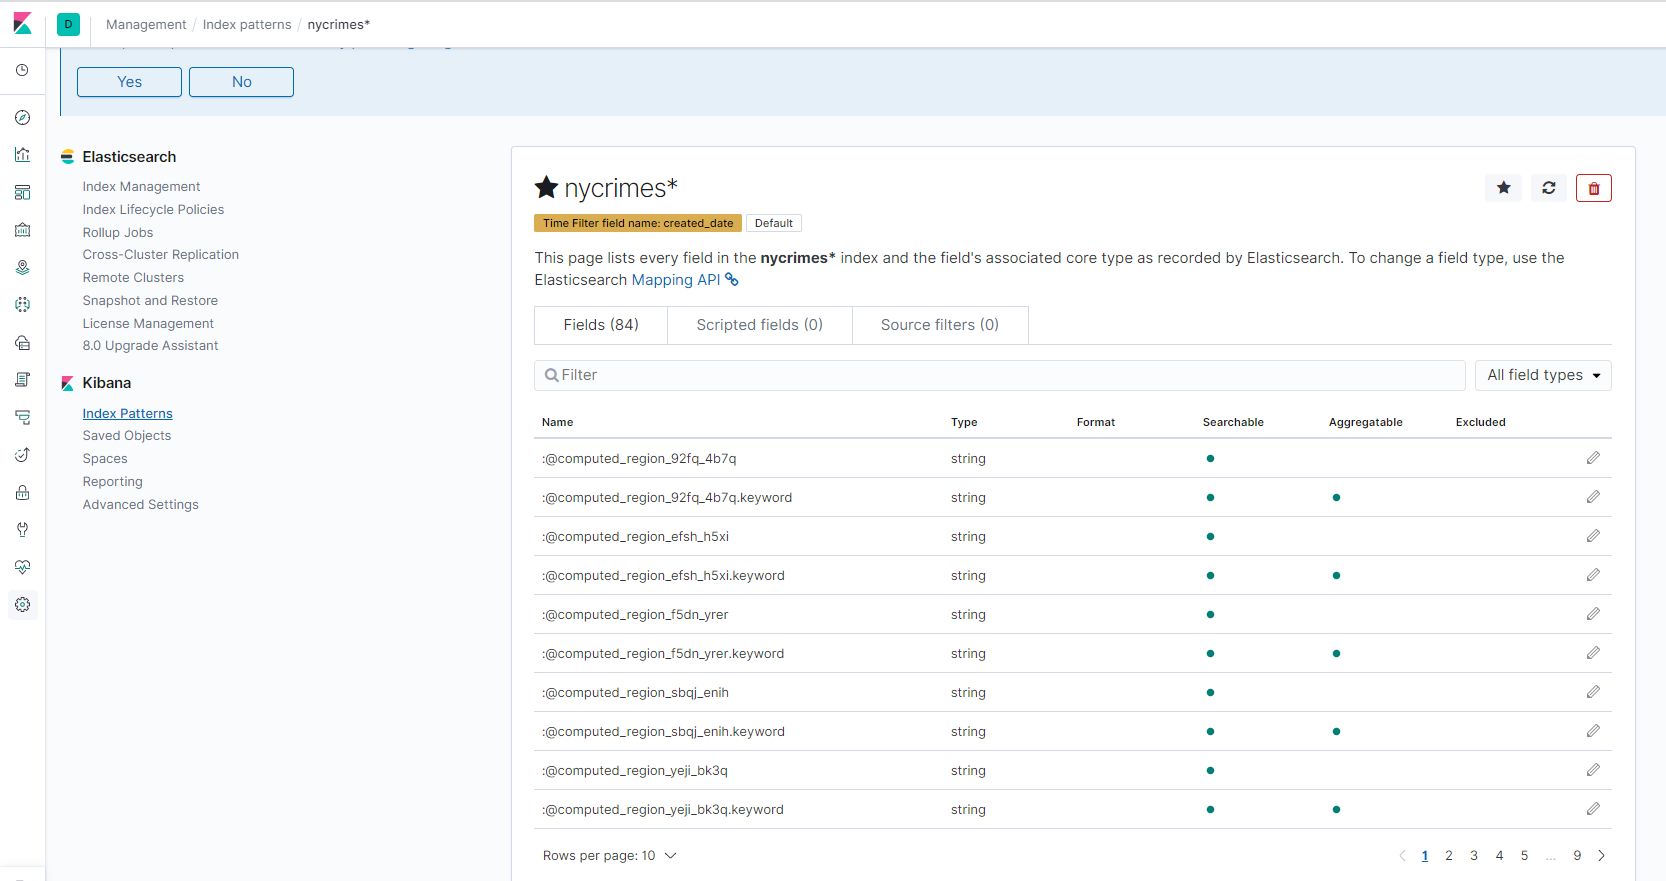 D Management / Index patterns / nycrimes*
Yes No
Elasticsearch
Index Management
Index Lifecycle Policies
Rollup Jobs
Cross-Cluster Replication
Remote Clusters
Snapshot and Restore
License Management
8.0 Upgrade Assistant
Kibana
Index Patterns
Saved Objects
Spaces
Reporting
Advanced Settings
nycrimes*
Time Filter field name: created_date Default
This page lists every field in the nycrimes* index and the field's associated core type as recorded by Elasticsearch. To change a field type, use the
Elasticsearch Mapping API
Fields (84) Scripted fields (0) Source filters (0)
Filter All field types
Name Type Format Searchable Aggregatable Excluded
:@computed_region_92fq_4b7q string
:@computed_region_92fq_4b7q.keyword string
:@computed_region_efsh_h5xi string
:@computed_region_efsh_h5xi.keyword string
:@computed_region_f5dn_yrer string
:@computed_region_f5dn_yrer.keyword string
:@computed_region_sbqj_enih string
:@computed_region_sbqj_enih.keyword string
:@computed_region_yeji_bk3q string
:@computed_region_yeji_bk3q.keyword string
Rows per page: 10 1 2 3 4 5 ... 9